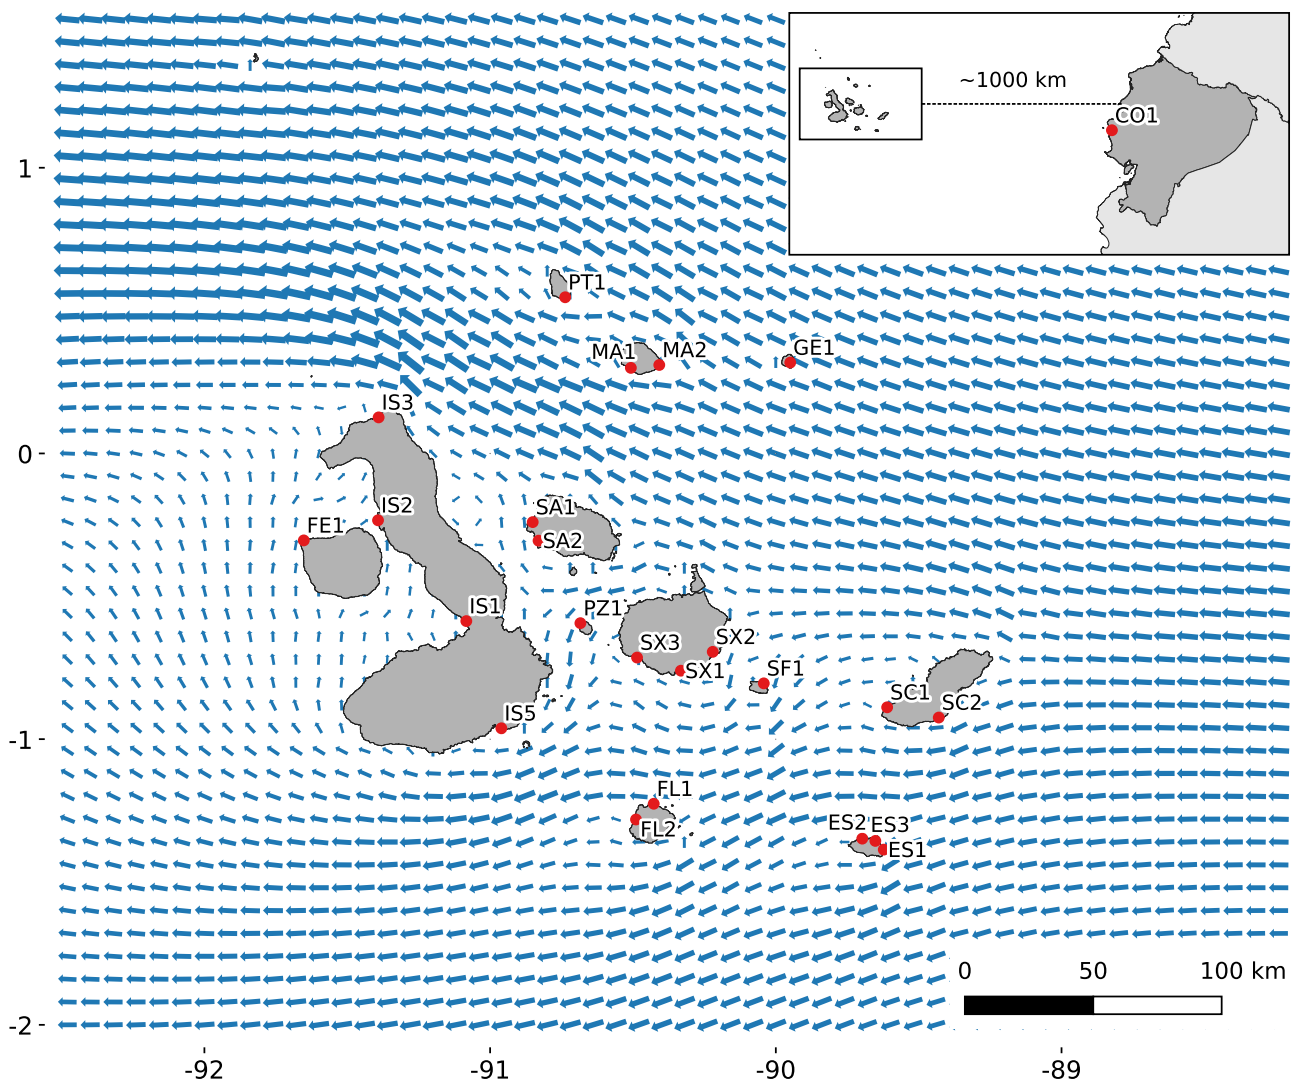 ~1000 km
CO1
1
PT1
MA1
MA2
GE1
IS3
0
SA1
IS2
FE1
SA2
IS1
PZ1
SX3
SX2
SX1
SF1
SC1
SC2
IS5
-1
FL1
FL2
ES2
ES3
ES1
0 50 100 km
-2
-92 -91 -90 -89